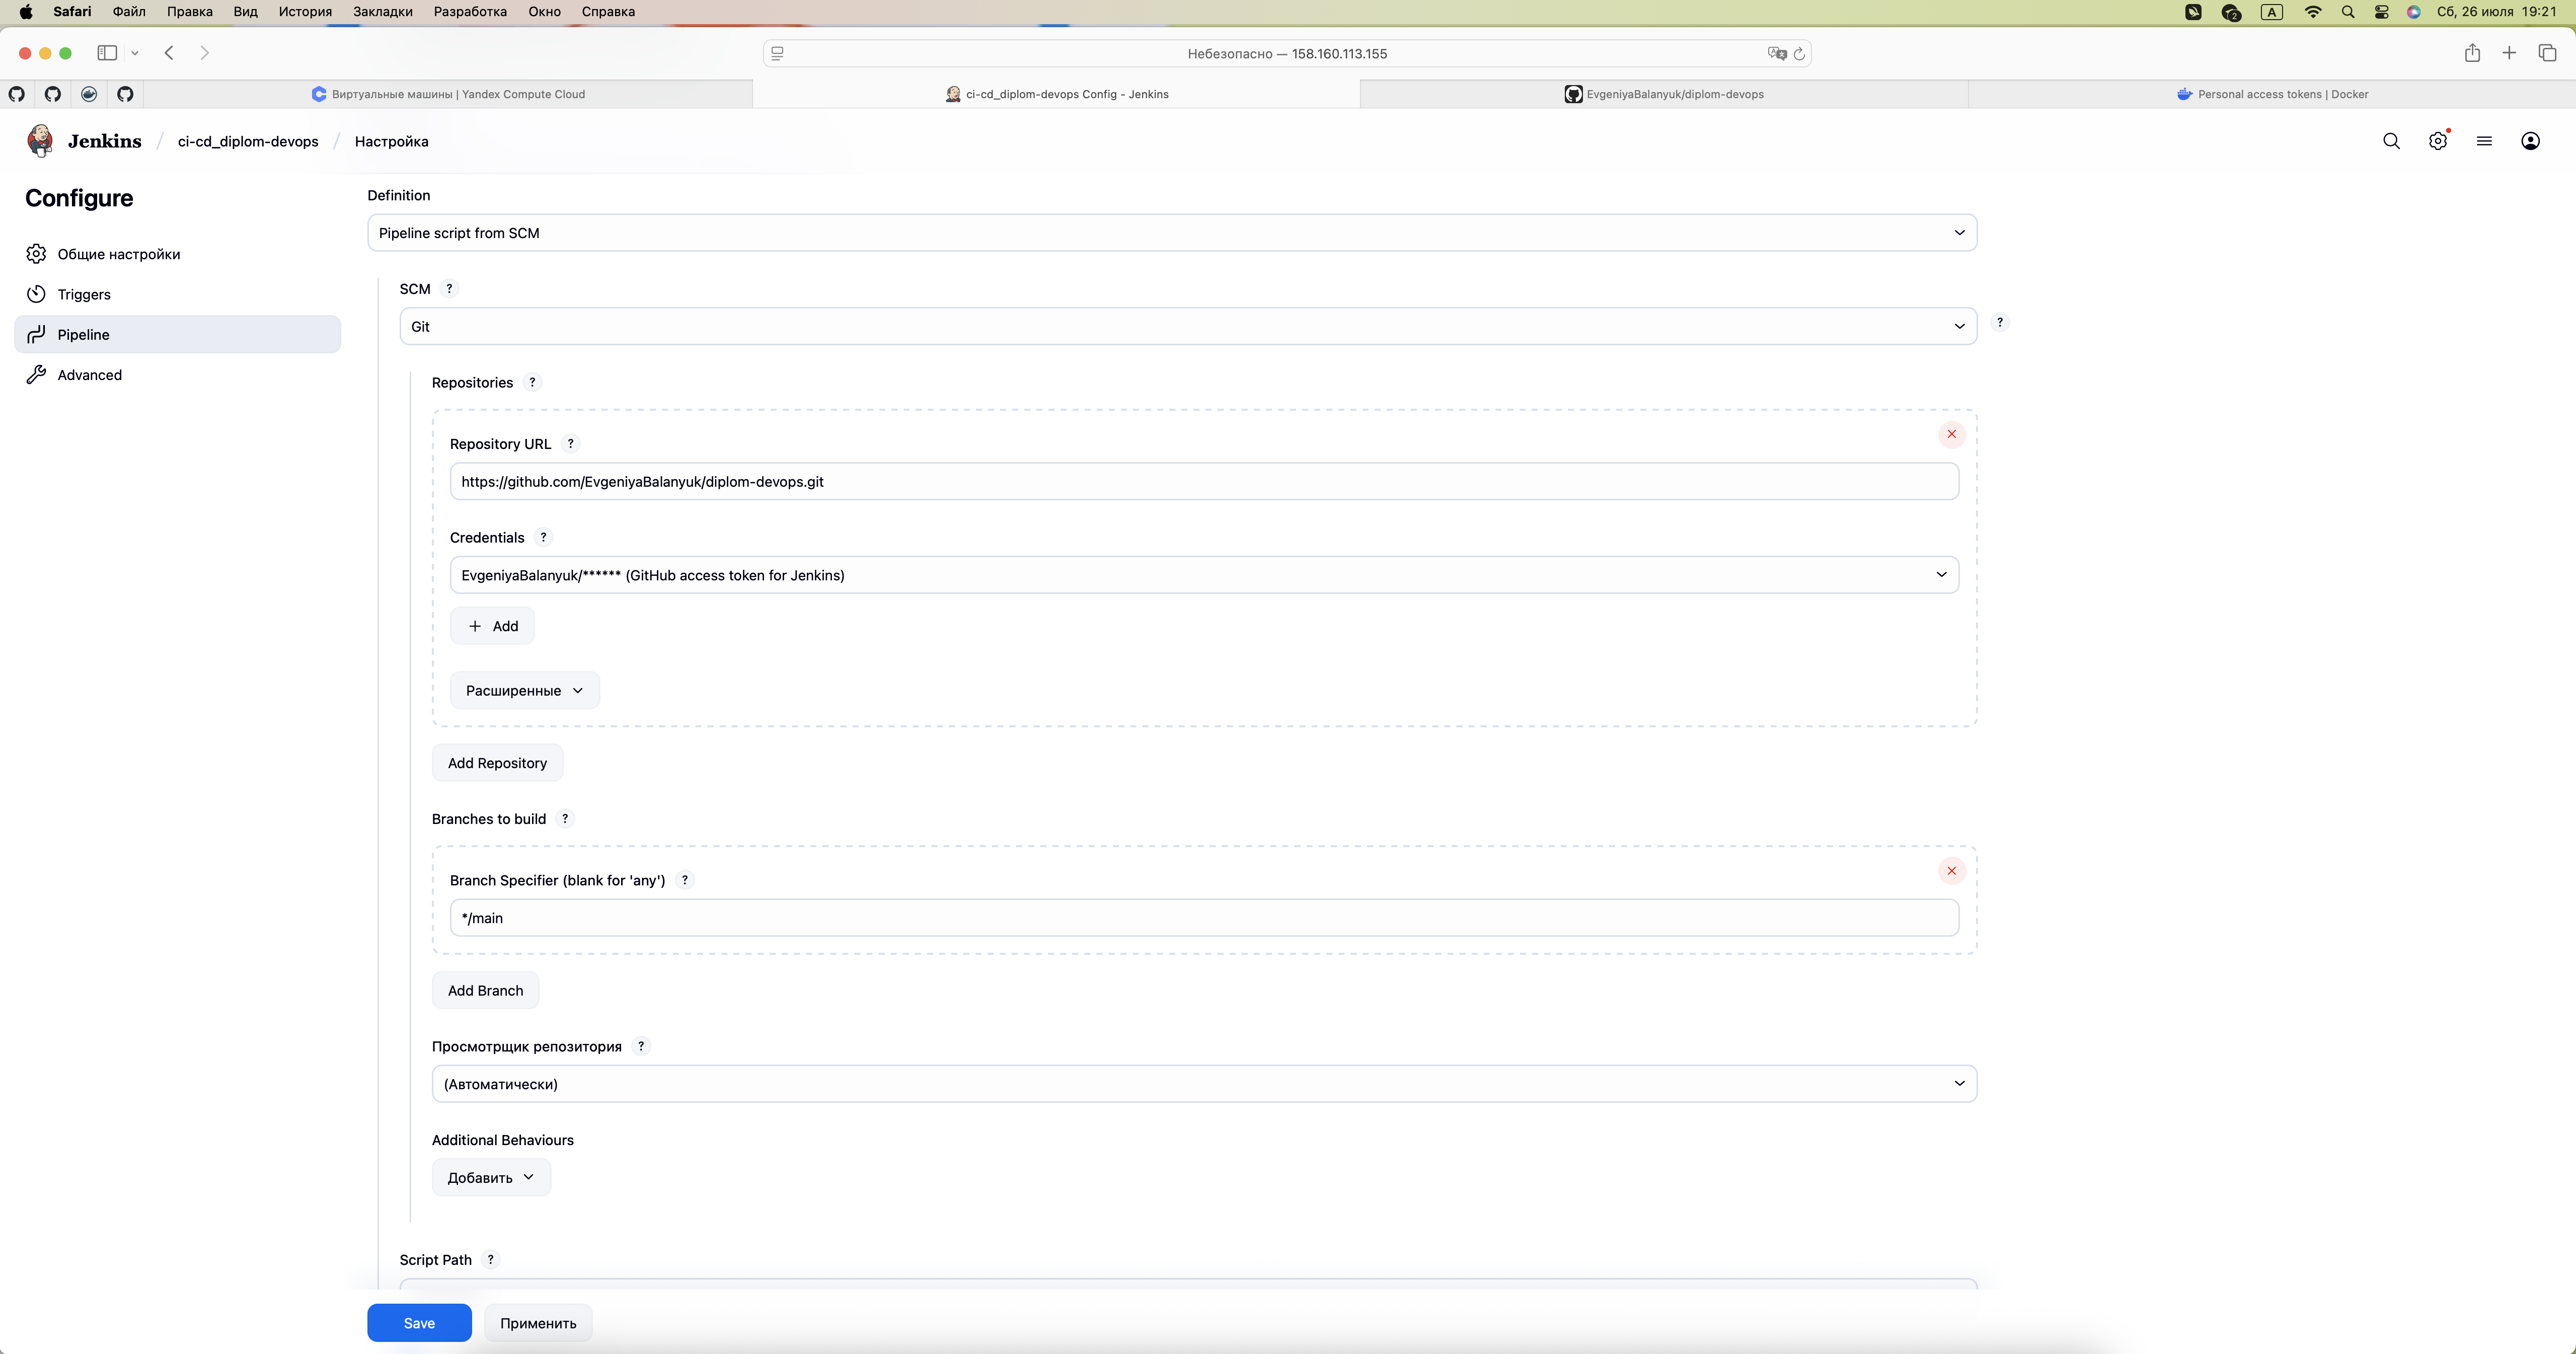 Safari Файл Правка Вид История Закладки Разработка Окно Справка
2 A Сб, 26 июля 19:21
Небезопасно — 158.160.113.155
Виртуальные машины | Yandex Compute Cloud
ci-cd_diplom-devops Config - Jenkins
EvgeniyaBalanyuk/diplom-devops
Personal access tokens | Docker
Jenkins / ci-cd_diplom-devops / Настройка
Configure
Общие настройки
Triggers
Pipeline
Advanced
Definition
Pipeline script from SCM
SCM ?
Git
?
Repositories ?
Repository URL ?
https://github.com/EvgeniyaBalanyuk/diplom-devops.git
Credentials ?
EvgeniyaBalanyuk/****** (GitHub access token for Jenkins)
+ Add
Расширенные
Add Repository
Branches to build ?
Branch Specifier (blank for 'any') ?
*/main
Add Branch
Просмотрщик репозитория ?
(Автоматически)
Additional Behaviours
Добавить
Script Path ?
Save Применить